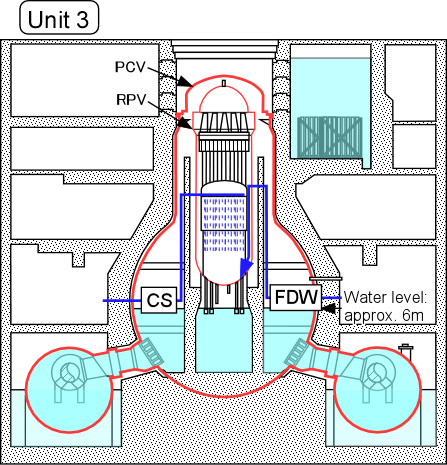 Unit 3
PCV
RPV
CS
FDW
Water level:
approx. 6m